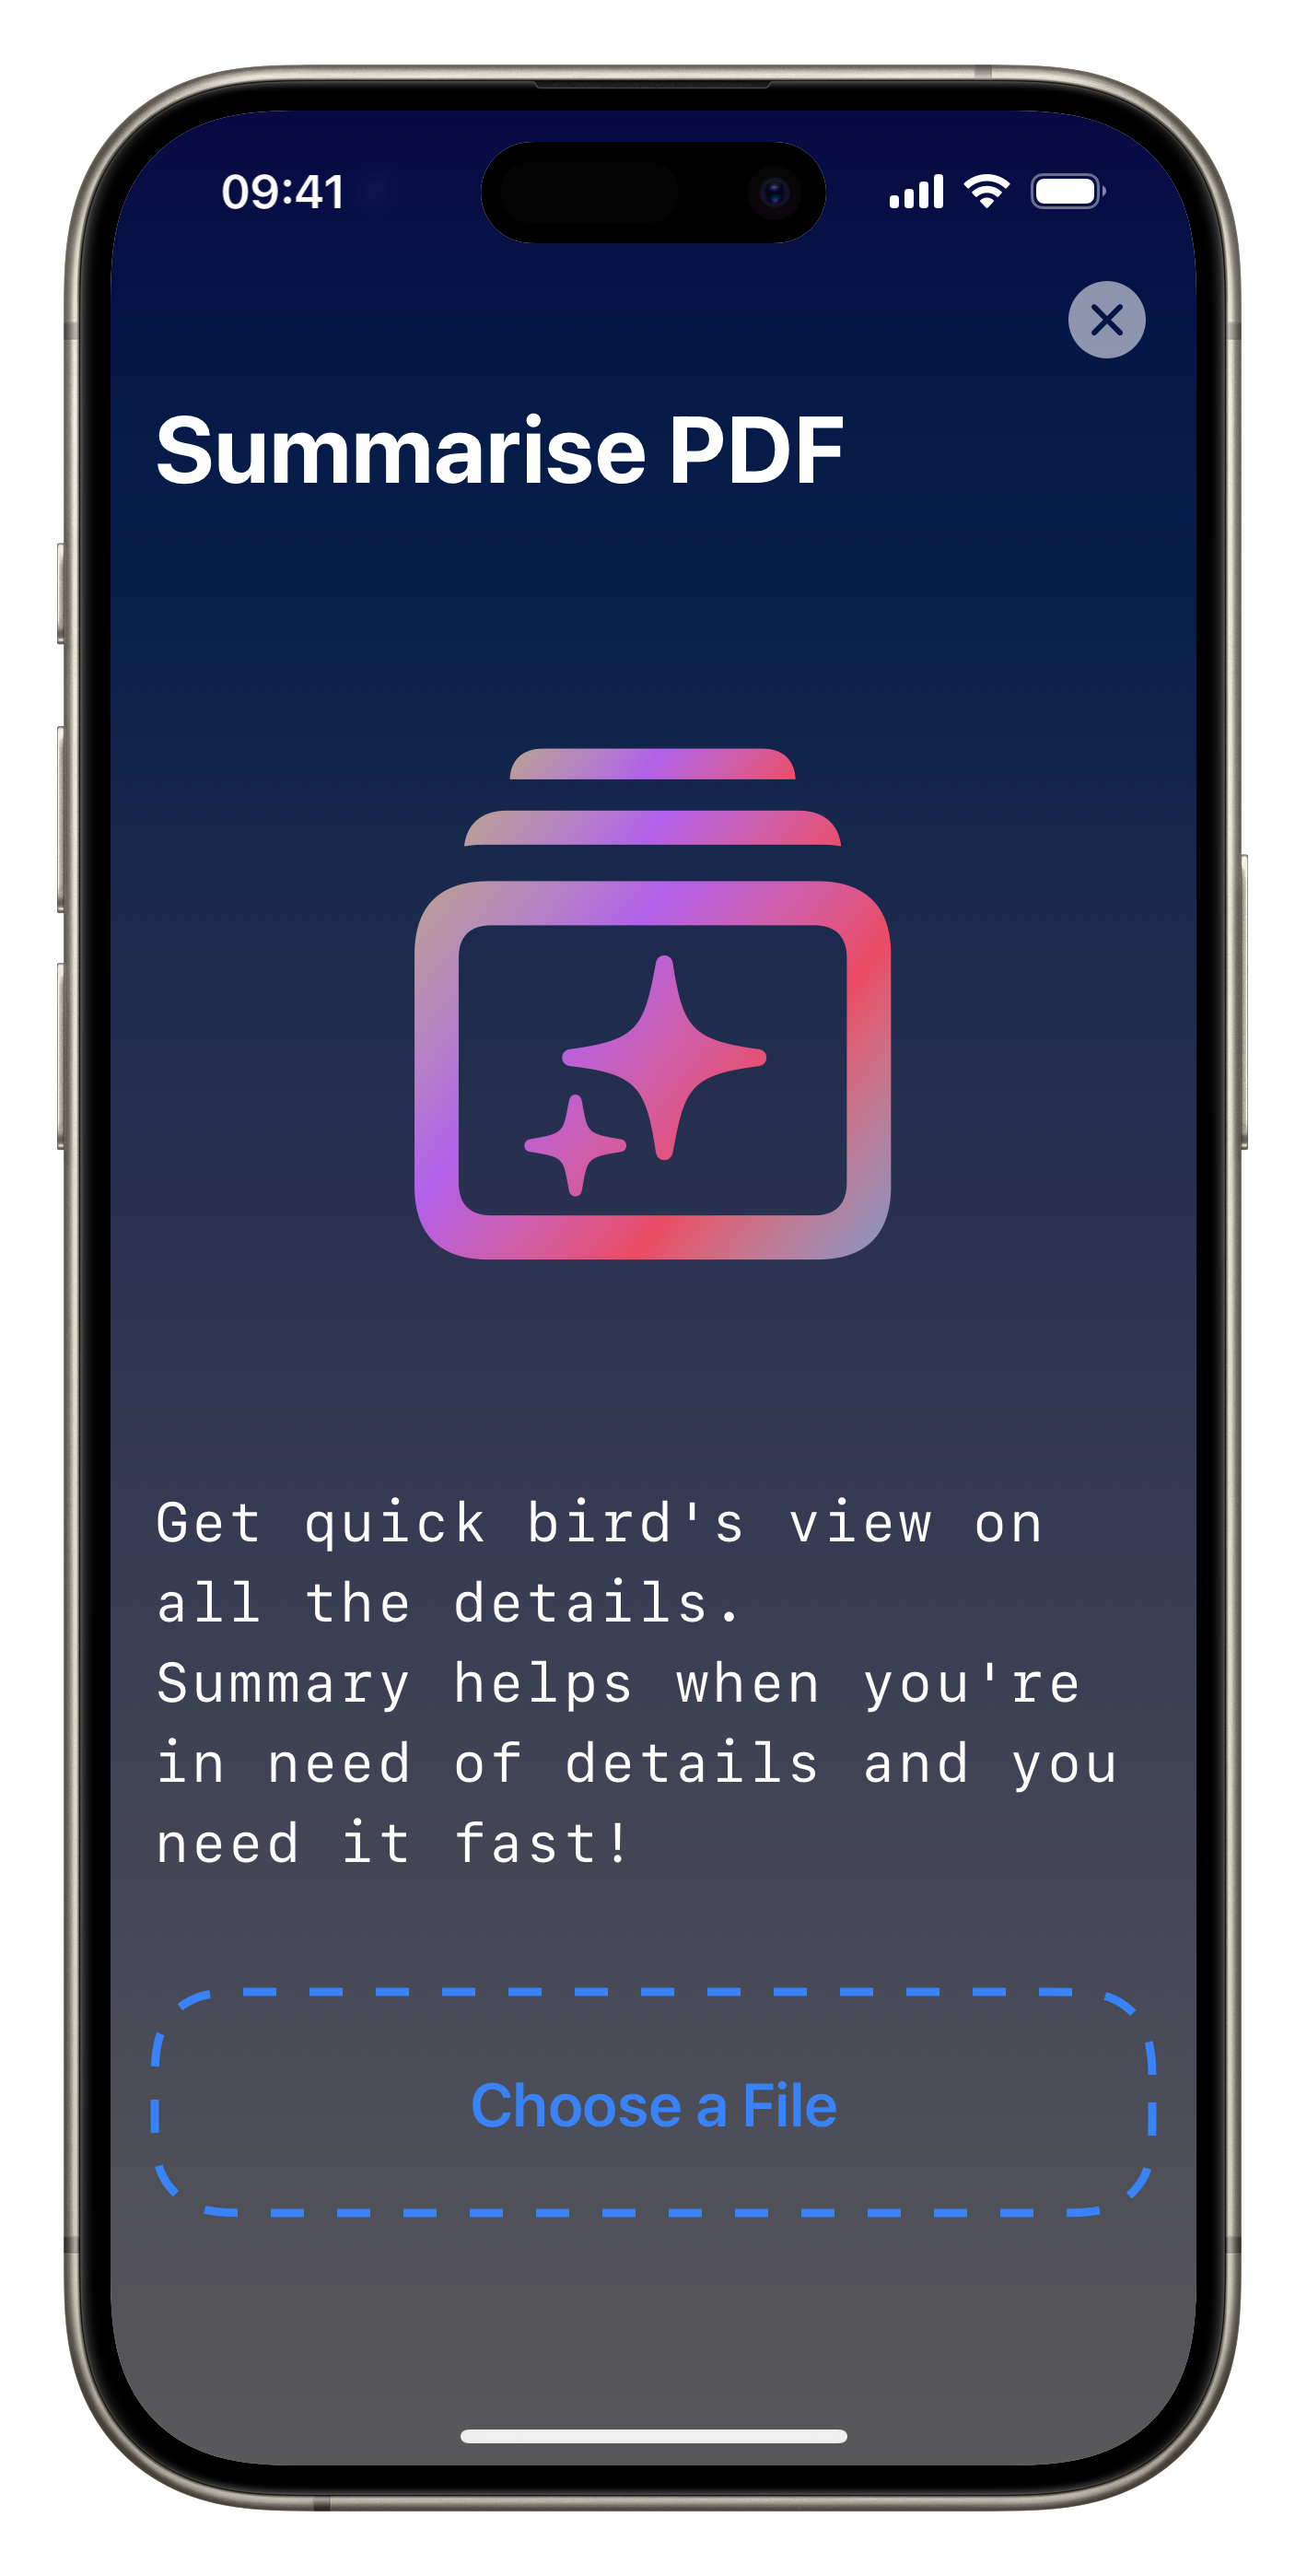 09:41
Summarise PDF
Get quick bird's view on
all the details.
Summary helps when you're
in need of details and you
need it fast!
Choose a File